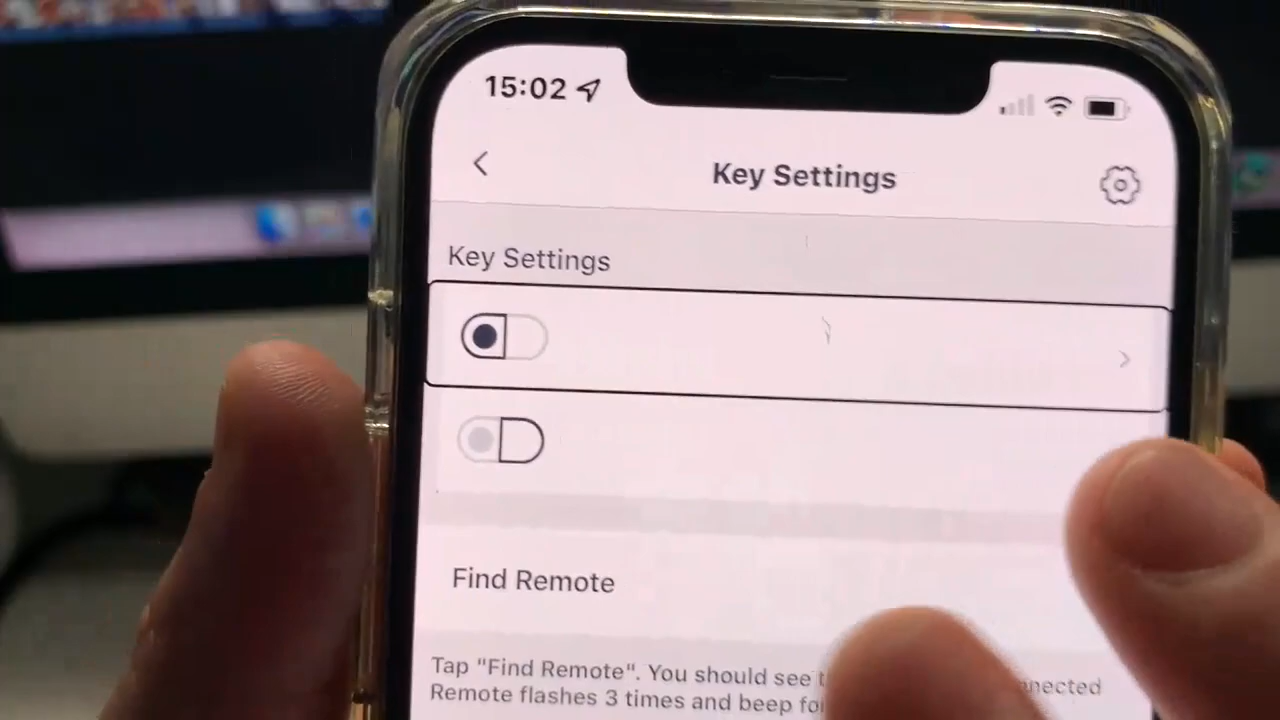 15:02
Key Settings
Key Settings
Find Remote
Tap "Find Remote". You should see
Remote flashes 3 times and beep